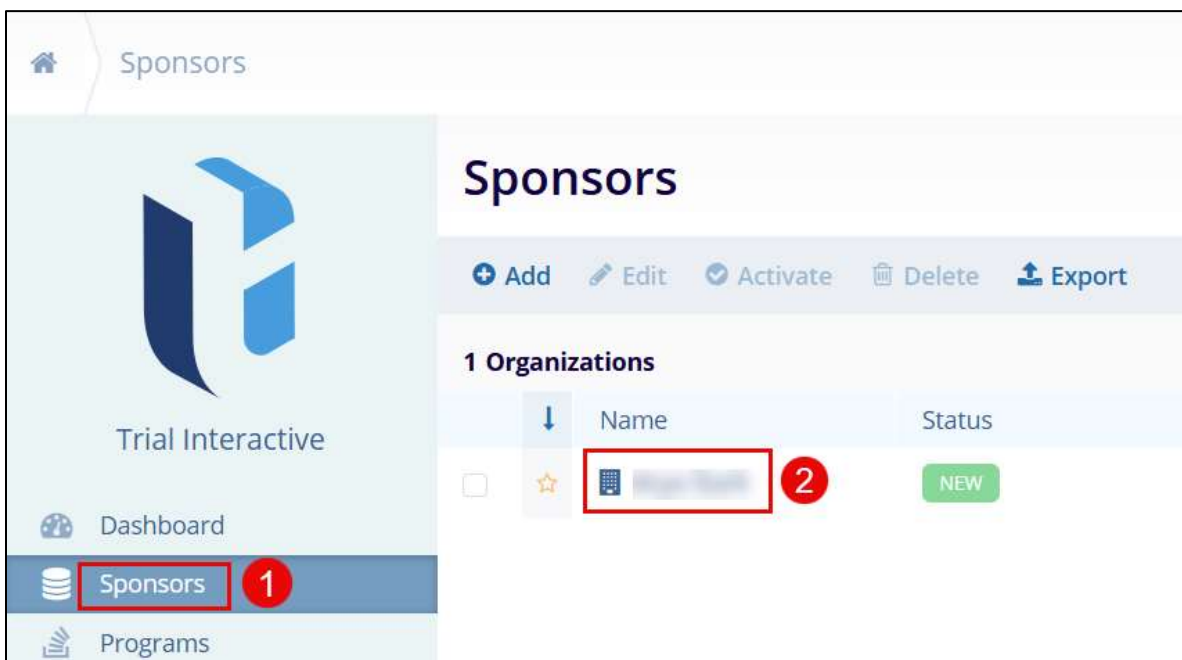 Sponsors
Trial Interactive
Dashboard
Sponsors 1
Programs
Sponsors
Add Edit Activate Delete Export
1 Organizations
Name Status
2 NEW